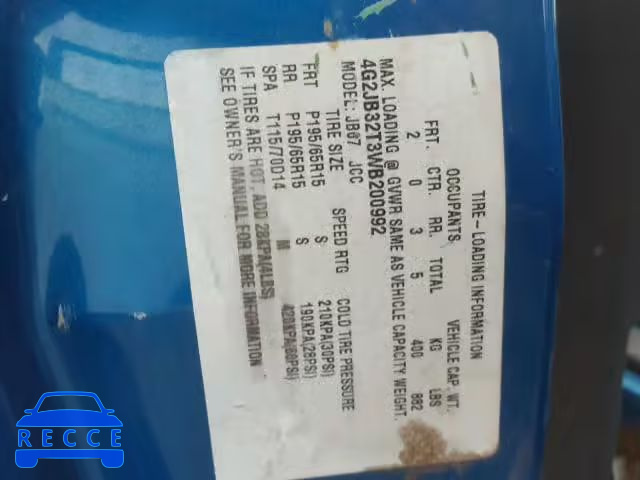 TIRE-LOADING INFORMATION
OCCUPANTS VEHICLE CAP. WT.
FRT. CTR. RR. TOTAL KG LBS
2 0 3 5 400 882
MAX. LOADING @ GVWR SAME AS VEHICLE CAPACITY WEIGHT.
4G2JB32T3WB200992
MODEL: JB67 JCC
TIRE SIZE SPEED RTG COLD TIRE PRESSURE
FRT P195/65R15 S 210KPA(30PSI)
RR P195/65R15 S 190KPA(28PSI)
SPA T115/70D14 M 420KPA(60PSI)
IF TIRES ARE HOT, ADD 28KPA(4LBS)
SEE OWNER'S MANUAL FOR MORE INFORMATION
RECCE